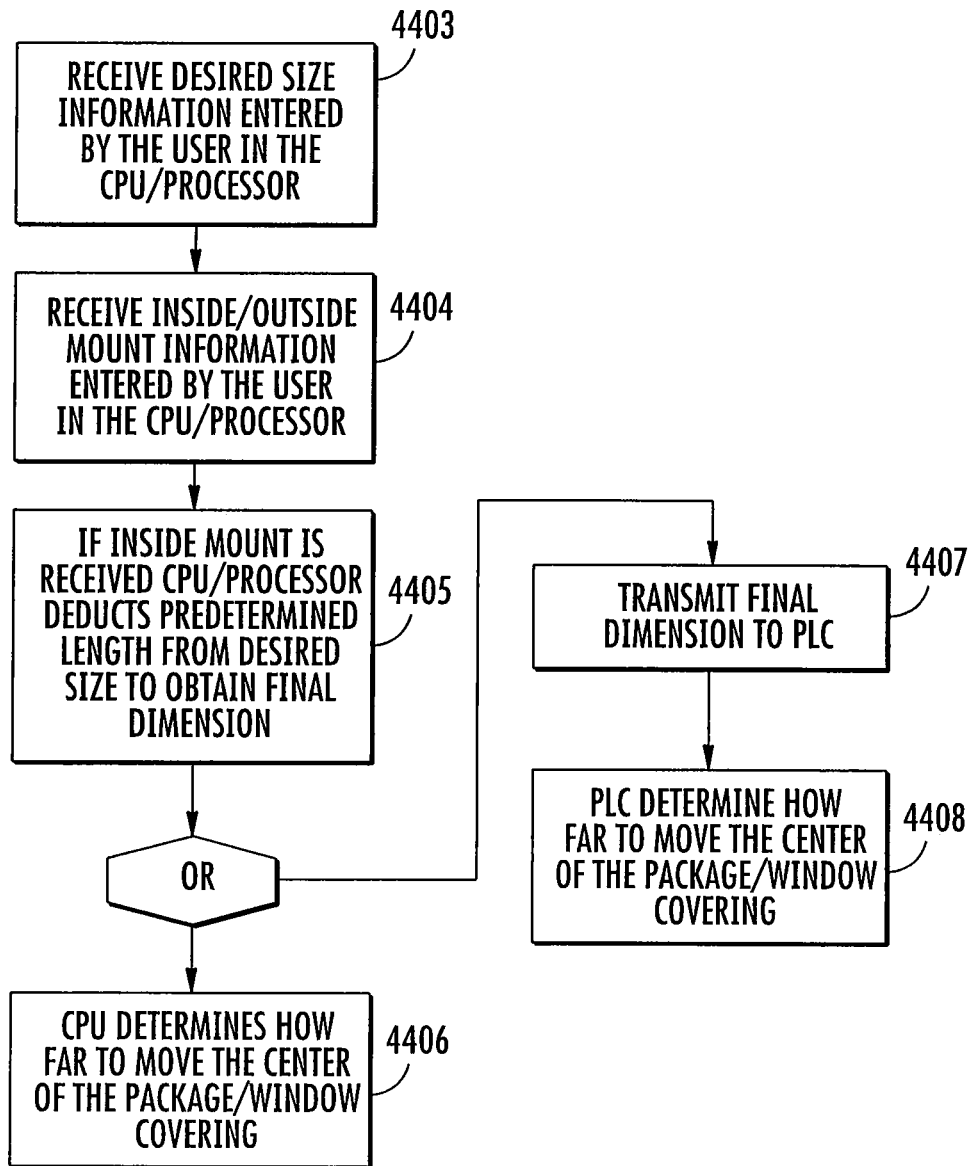 4403
RECEIVE DESIRED SIZE
INFORMATION ENTERED
BY THE USER IN THE
CPU/PROCESSOR
4404
RECEIVE INSIDE/OUTSIDE
MOUNT INFORMATION
ENTERED BY THE USER
IN THE CPU/PROCESSOR
4405
IF INSIDE MOUNT IS
RECEIVED CPU/PROCESSOR
DEDUCTS PREDETERMINED
LENGTH FROM DESIRED
SIZE TO OBTAIN FINAL
DIMENSION
OR
4406
CPU DETERMINES HOW
FAR TO MOVE THE CENTER
OF THE PACKAGE/WINDOW
COVERING
4407
TRANSMIT FINAL
DIMENSION TO PLC
4408
PLC DETERMINE HOW
FAR TO MOVE THE CENTER
OF THE PACKAGE/WINDOW
COVERING